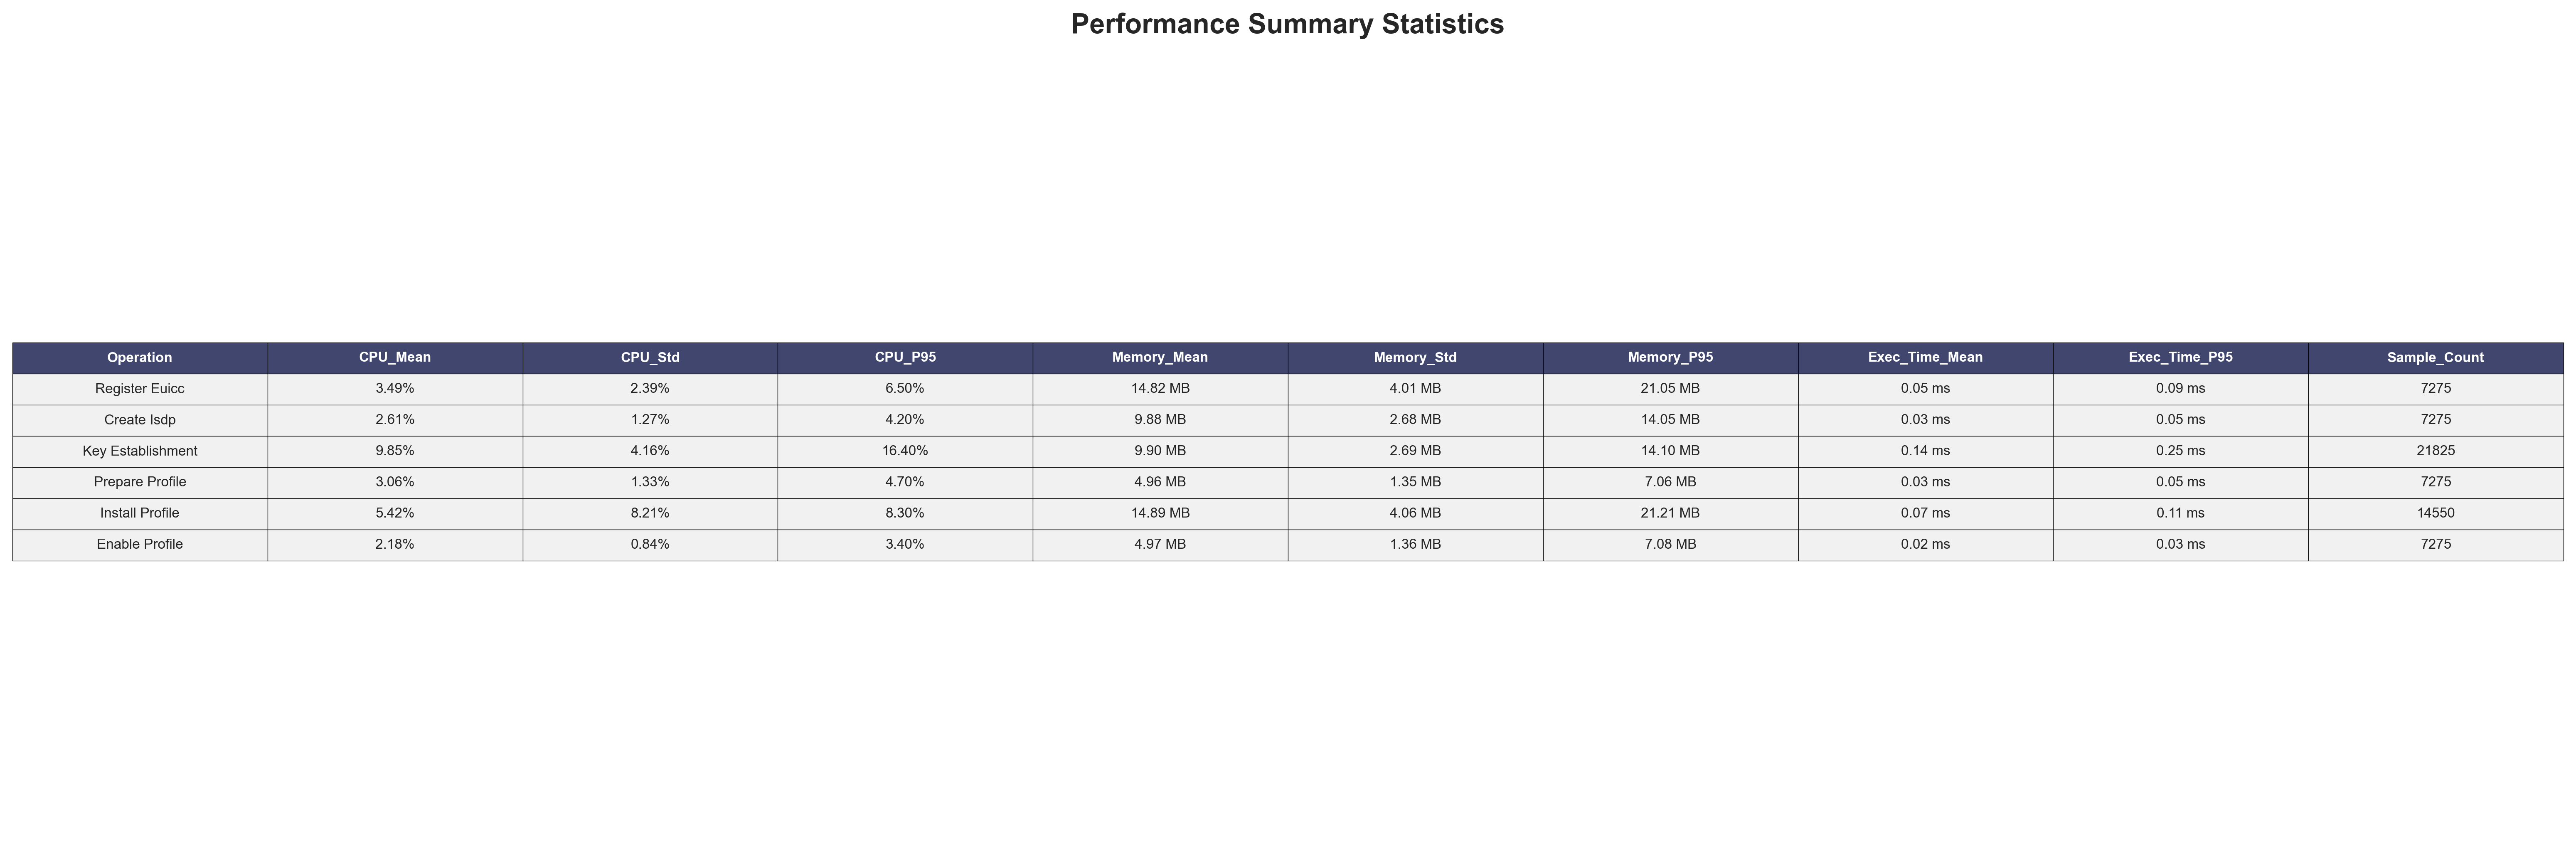 Performance Summary Statistics
Operation CPU_Mean CPU_Std CPU_P95 Memory_Mean Memory_Std Memory_P95 Exec_Time_Mean Exec_Time_P95 Sample_Count
Register Euicc 3.49% 2.39% 6.50% 14.82 MB 4.01 MB 21.05 MB 0.05 ms 0.09 ms 7275
Create Isdp 2.61% 1.27% 4.20% 9.88 MB 2.68 MB 14.05 MB 0.03 ms 0.05 ms 7275
Key Establishment 9.85% 4.16% 16.40% 9.90 MB 2.69 MB 14.10 MB 0.14 ms 0.25 ms 21825
Prepare Profile 3.06% 1.33% 4.70% 4.96 MB 1.35 MB 7.06 MB 0.03 ms 0.05 ms 7275
Install Profile 5.42% 8.21% 8.30% 14.89 MB 4.06 MB 21.21 MB 0.07 ms 0.11 ms 14550
Enable Profile 2.18% 0.84% 3.40% 4.97 MB 1.36 MB 7.08 MB 0.02 ms 0.03 ms 7275